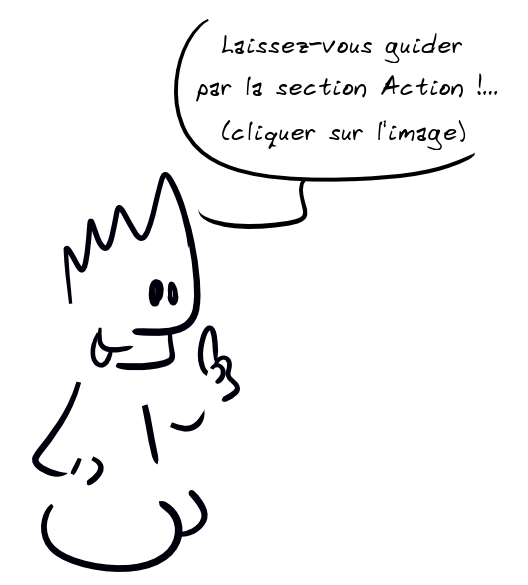 Laissez-vous guider
par la section Action !...
(cliquer sur l'image)